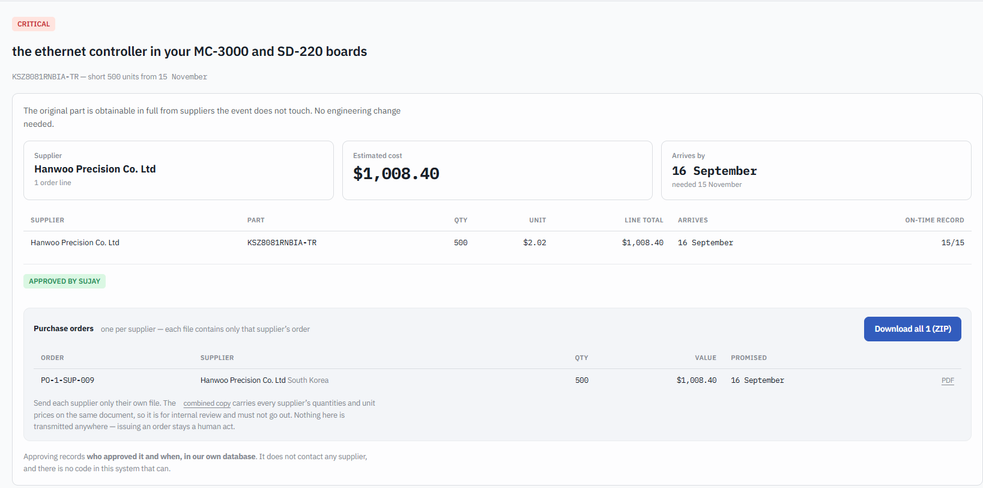 CRITICAL
the ethernet controller in your MC-3000 and SD-220 boards
KSZ8081RNBIA-TR — short 500 units from 15 November
The original part is obtainable in full from suppliers the event does not touch. No engineering change
needed.
Supplier
Hanwoo Precision Co. Ltd
1 order line
Estimated cost
$1,008.40
Arrives by
16 September
needed 15 November
SUPPLIER PART QTY UNIT LINE TOTAL ARRIVES ON-TIME RECORD
Hanwoo Precision Co. Ltd KSZ8081RNBIA-TR 500 $2.02 $1,008.40 16 September 15/15
APPROVED BY SUJAY
Purchase orders one per supplier — each file contains only that supplier's order
Download all 1 (ZIP)
ORDER SUPPLIER QTY VALUE PROMISED
PO-1-SUP-009 Hanwoo Precision Co. Ltd South Korea 500 $1,008.40 16 September PDF
Send each supplier only their own file. The combined copy carries every supplier's quantities and unit
prices on the same document, so it is for internal review and must not go out. Nothing here is
transmitted anywhere — issuing an order stays a human act.
Approving records who approved it and when, in our own database. It does not contact any supplier,
and there is no code in this system that can.